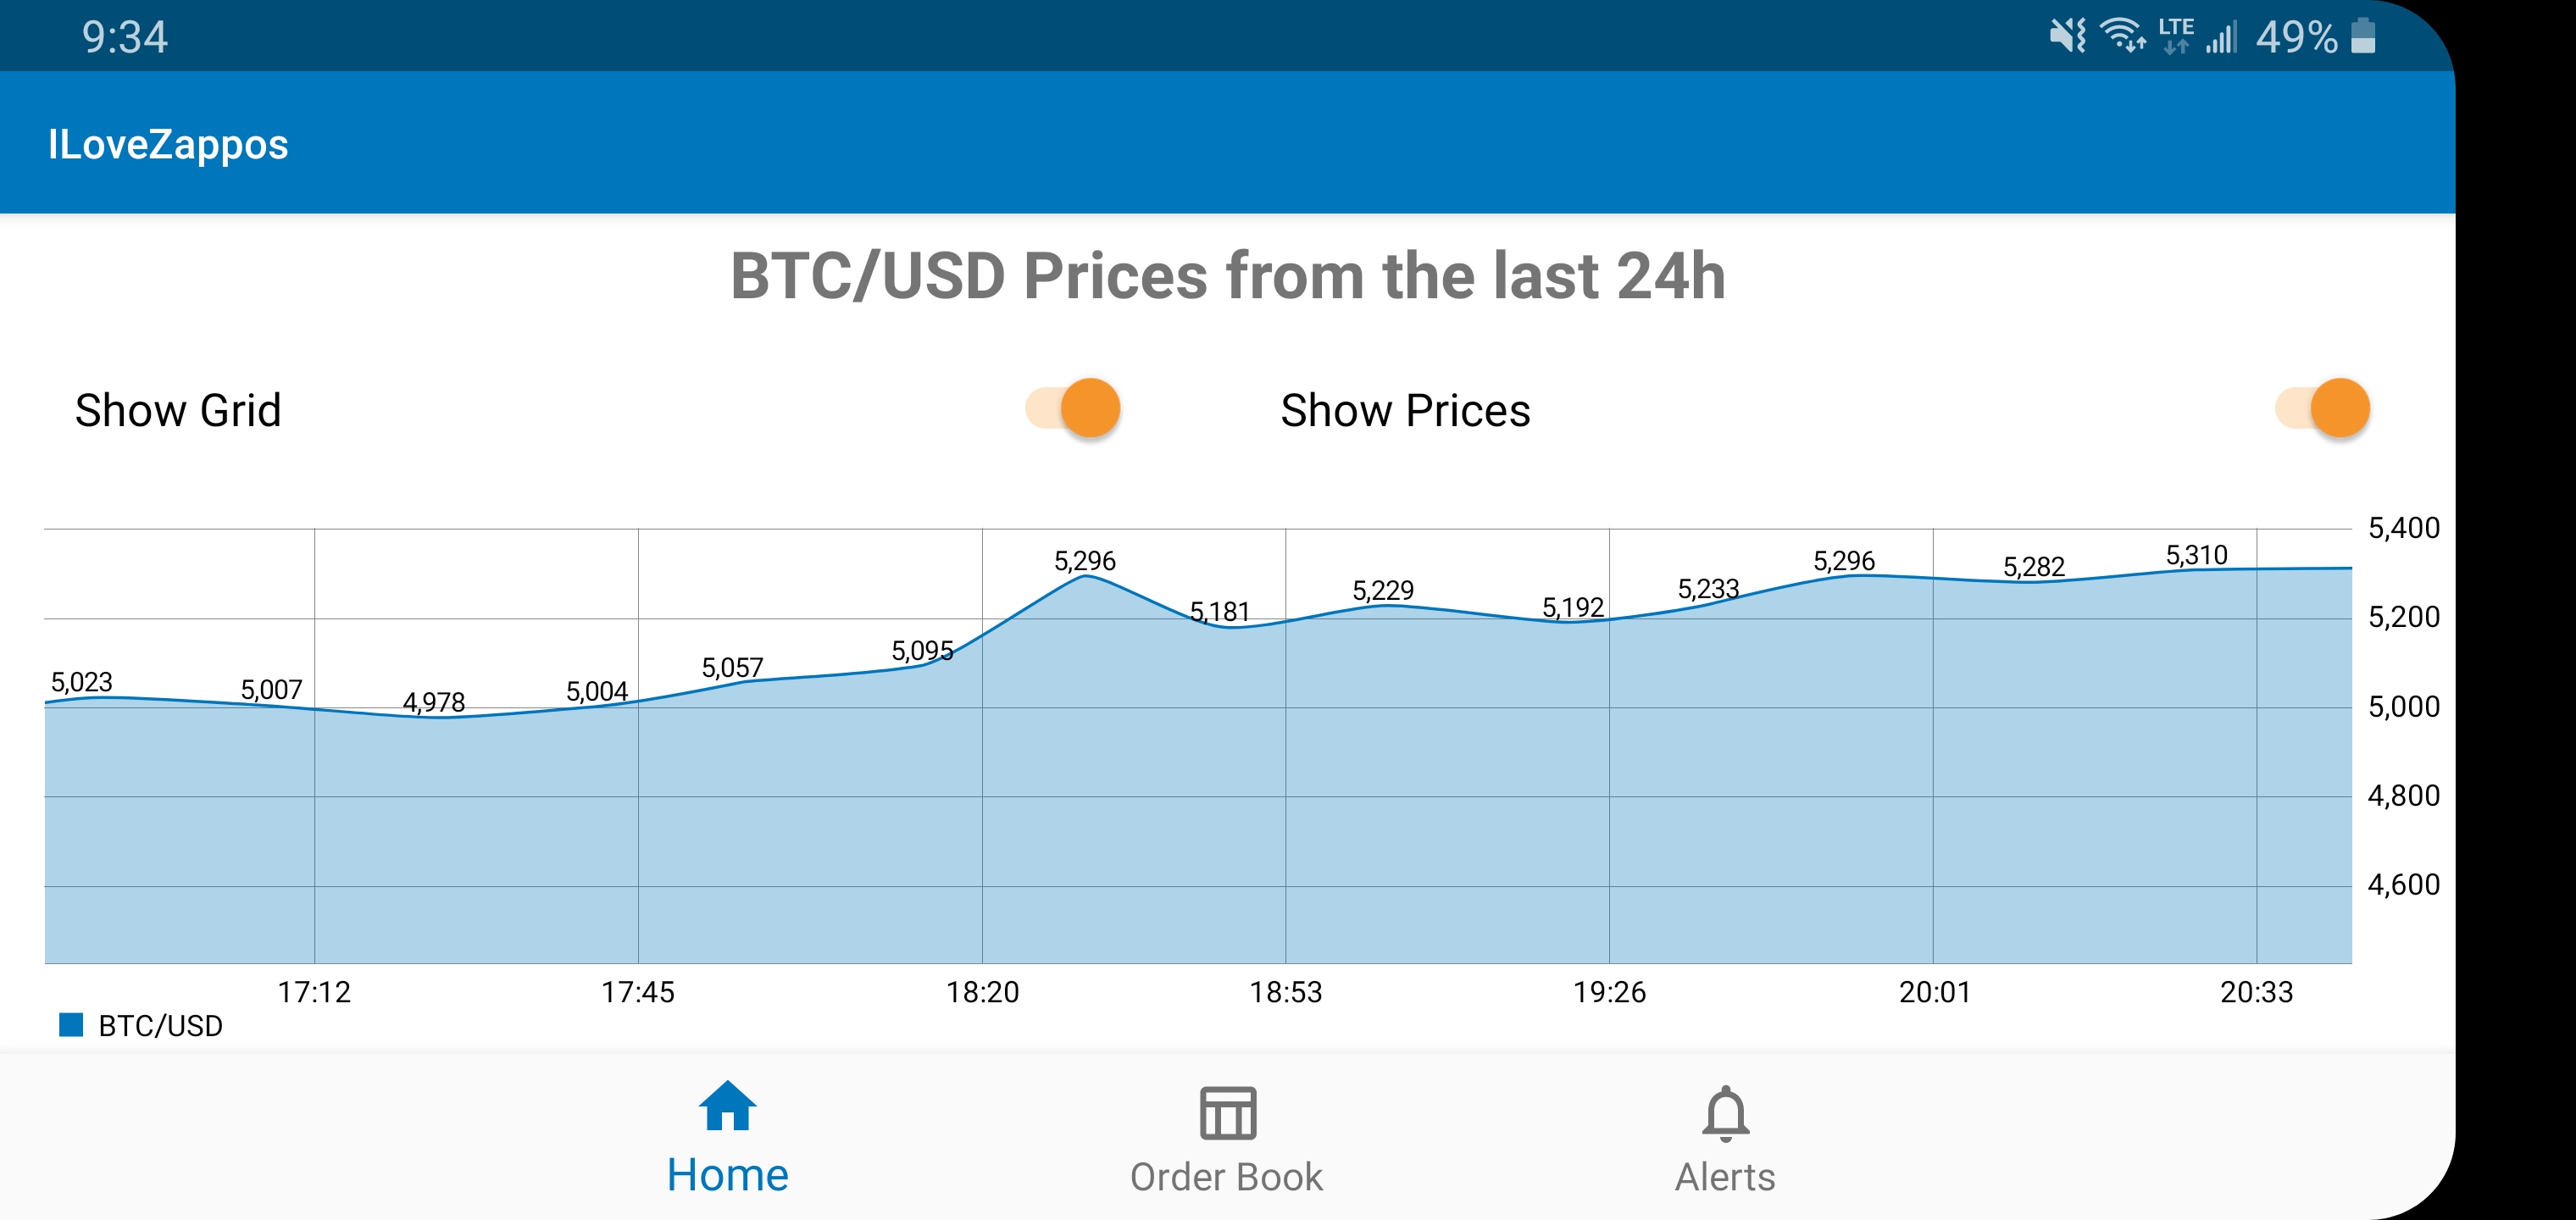 9:34 LTE 49%
ILoveZappos
BTC/USD Prices from the last 24h
Show Grid Show Prices
5,400
5,296 5,296 5,282 5,310
5,181 5,229 5,192 5,233
5,200
5,023 5,007 4,978 5,004 5,057 5,095
5,000
4,800
4,600
17:12 17:45 18:20 18:53 19:26 20:01 20:33
BTC/USD
Home Order Book Alerts